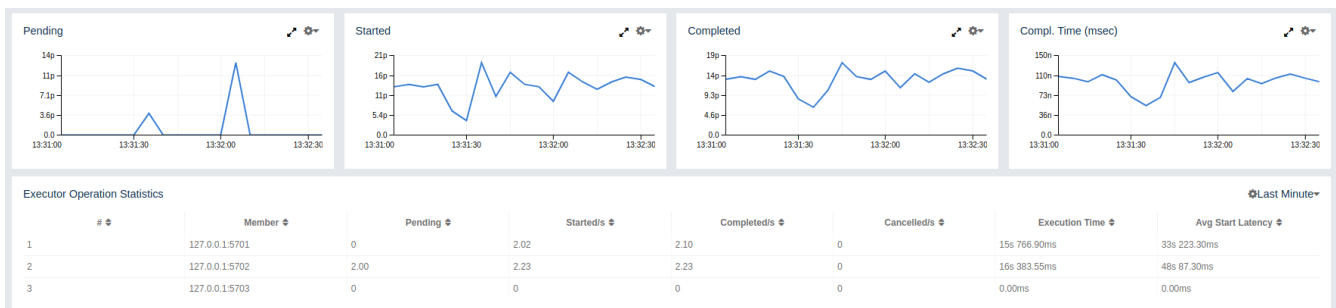 Pending
Started
Completed
Compl. Time (msec)
14p
11p
7.1p
3.6p
0.0
13:31:00 13:31:30 13:32:00 13:32:30
21p
16p
11p
5.4p
0.0
13:31:00 13:31:30 13:32:00 13:32:30
19p
14p
9.3p
4.6p
0.0
13:31:00 13:31:30 13:32:00 13:32:30
150n
110n
73n
36n
0.0
13:31:00 13:31:30 13:32:00 13:32:30
Executor Operation Statistics Last Minute
# Member Pending Started/s Completed/s Cancelled/s Execution Time Avg Start Latency
1 127.0.0.1:5701 0 2.02 2.10 0 15s 766.90ms 33s 223.30ms
2 127.0.0.1:5702 2.00 2.23 2.23 0 16s 383.55ms 48s 87.30ms
3 127.0.0.1:5703 0 0 0 0 0.00ms 0.00ms